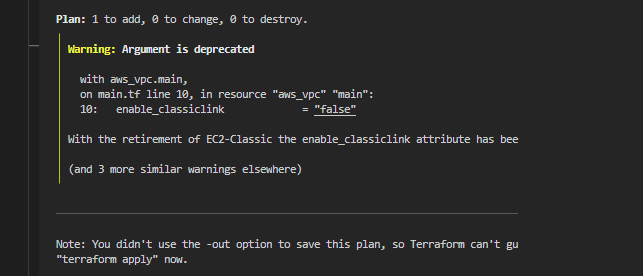 Plan: 1 to add, 0 to change, 0 to destroy.
Warning: Argument is deprecated
with aws_vpc.main,
on main.tf line 10, in resource "aws_vpc" "main":
10: enable_classiclink = "false"
With the retirement of EC2-Classic the enable_classiclink attribute has bee
(and 3 more similar warnings elsewhere)
Note: You didn't use the -out option to save this plan, so Terraform can't gu
"terraform apply" now.